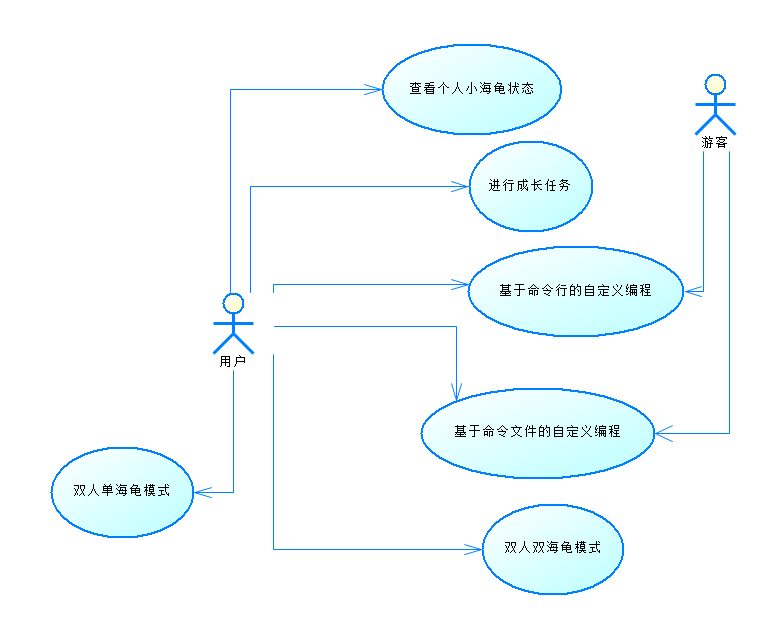 查看个人小海龟状态
游客
进行成长任务
基于命令行的自定义编程
用户
基于命令文件的自定义编程
双人单海龟模式
双人双海龟模式